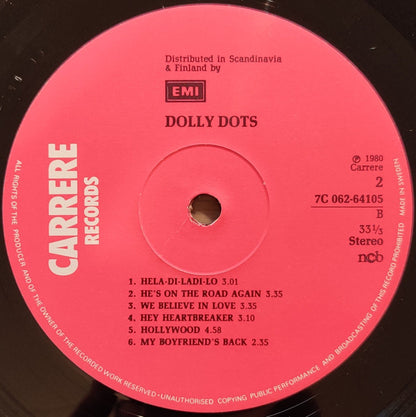 Distributed in Scandinavia
& Finland by
EMI
DOLLY DOTS
CARRERE
RECORDS
℗ 1980
Carrere
2
7C 062-64105
B
33⅓
Stereo
ncb
1. HELA-DI-LADI-LO 3.01
2. HE'S ON THE ROAD AGAIN 3.35
3. WE BELIEVE IN LOVE 3.35
4. HEY HEARTBREAKER 3.10
5. HOLLYWOOD 4.58
6. MY BOYFRIEND'S BACK 2.35
ALL RIGHTS OF THE PRODUCER AND OF THE OWNER OF THE RECORDED WORK RESERVED-UNAUTHORISED COPYING PUBLIC PERFORMANCE AND BROADCASTING OF THIS RECORD PROHIBITED MADE IN SWEDEN